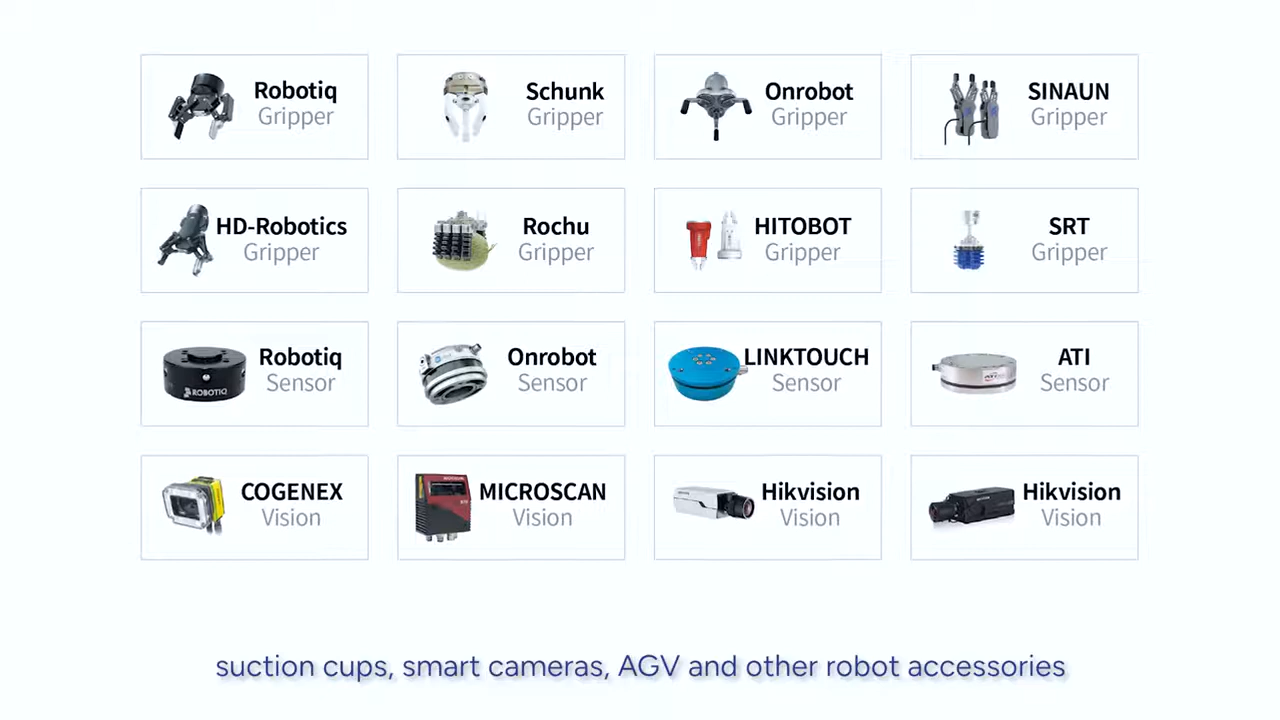 Robotiq
Gripper
Schunk
Gripper
Onrobot
Gripper
SINAUN
Gripper
HD-Robotics
Gripper
Rochu
Gripper
HITOBOT
Gripper
SRT
Gripper
ROBOTIQ
Robotiq
Sensor
Onrobot
Sensor
LINKTOUCH
Sensor
ATI
Sensor
COGENEX
Vision
MICROSCAN
Vision
Hikvision
Vision
Hikvision
Vision
suction cups, smart cameras, AGV and other robot accessories